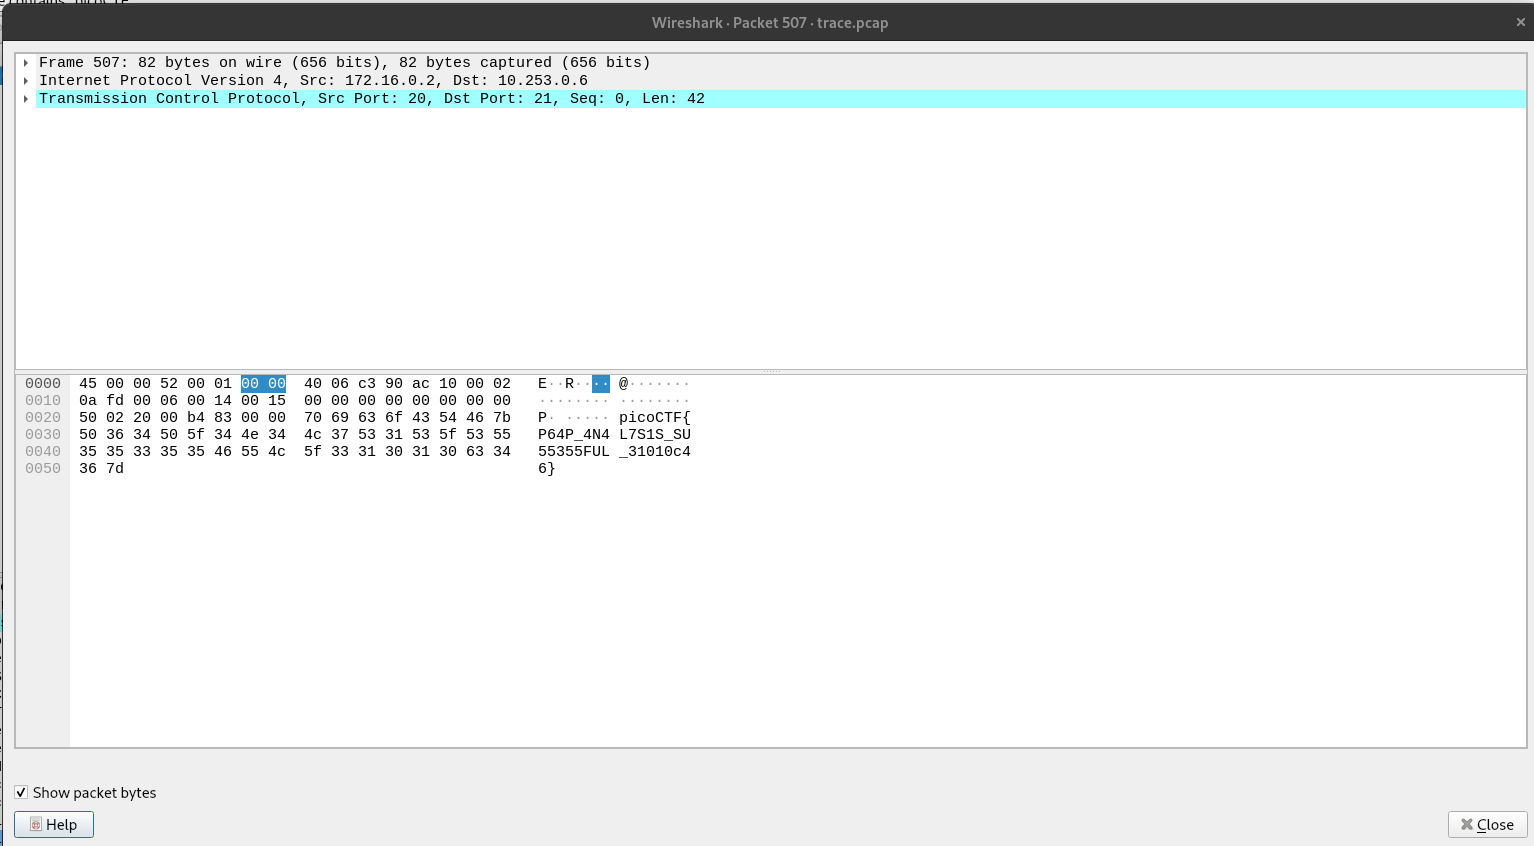 Wireshark · Packet 507 · trace.pcap
Frame 507: 82 bytes on wire (656 bits), 82 bytes captured (656 bits)
Internet Protocol Version 4, Src: 172.16.0.2, Dst: 10.253.0.6
Transmission Control Protocol, Src Port: 20, Dst Port: 21, Seq: 0, Len: 42
0000 45 00 00 52 00 01 00 00 40 06 c3 90 ac 10 00 02 E··R···· @·······
0010 0a fd 00 06 00 14 00 15 00 00 00 00 00 00 00 00 ········ ········
0020 50 02 20 00 b4 83 00 00 70 69 63 6f 43 54 46 7b P· ····· picoCTF{
0030 50 36 34 50 5f 34 4e 34 4c 37 53 31 53 5f 53 55 P64P_4N4 L7S1S_SU
0040 35 35 33 35 35 46 55 4c 5f 33 31 30 31 30 63 34 55355FUL _31010c4
0050 36 7d 6}
Show packet bytes
Help
Close